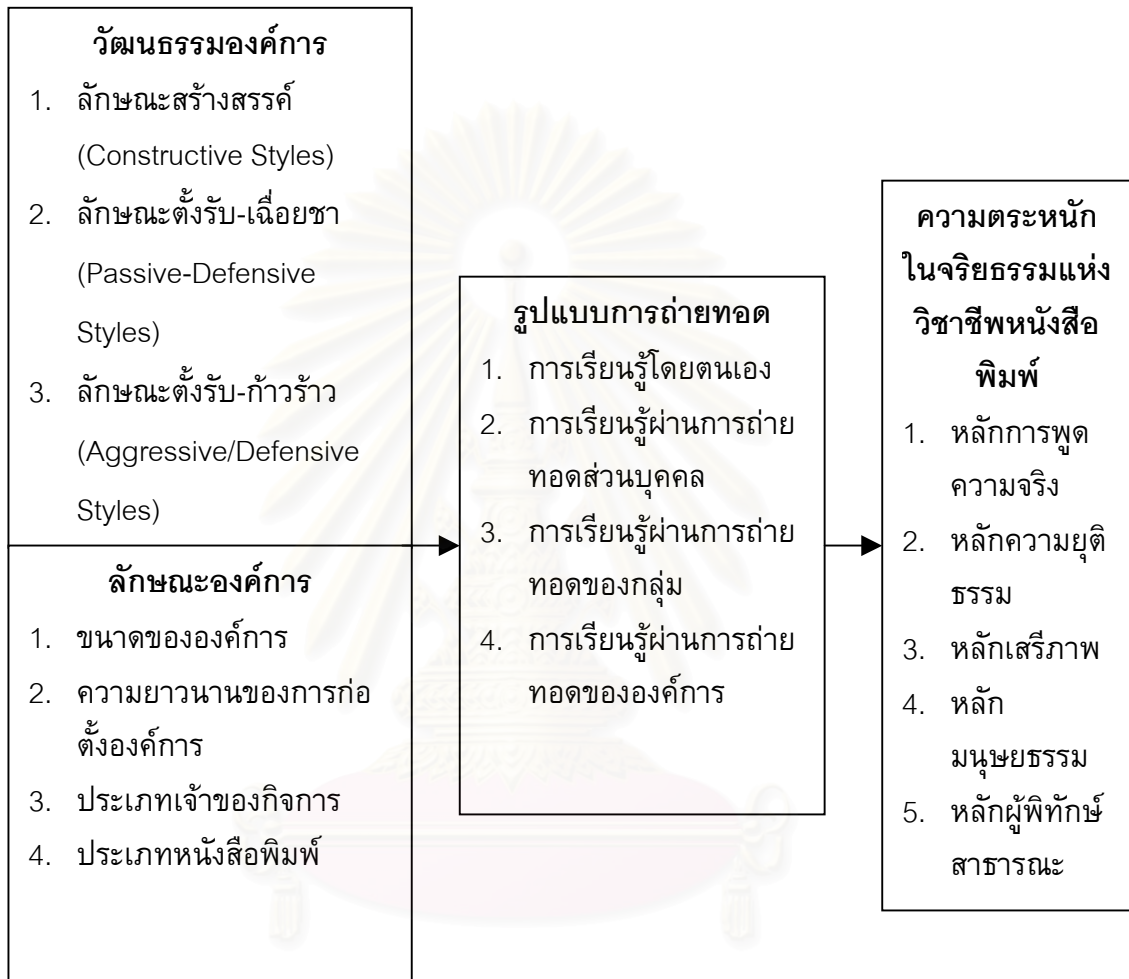 วัฒนธรรมองค์การ
1. ลักษณะสร้างสรรค์
(Constructive Styles)
2. ลักษณะตั้งรับ-เฉื่อยชา
(Passive-Defensive
Styles)
3. ลักษณะตั้งรับ-ก้าวร้าว
(Aggressive/Defensive
Styles)
ลักษณะองค์การ
1. ขนาดขององค์การ
2. ความยาวนานของการก่อ
ตั้งองค์การ
3. ประเภทเจ้าของกิจการ
4. ประเภทหนังสือพิมพ์
รูปแบบการถ่ายทอด
1. การเรียนรู้โดยตนเอง
2. การเรียนรู้ผ่านการถ่าย
ทอดส่วนบุคคล
3. การเรียนรู้ผ่านการถ่าย
ทอดของกลุ่ม
4. การเรียนรู้ผ่านการถ่าย
ทอดขององค์การ
ความตระหนัก
ในจริยธรรมแห่ง
วิชาชีพหนังสือ
พิมพ์
1. หลักการพูด
ความจริง
2. หลักความยุติ
ธรรม
3. หลักเสรีภาพ
4. หลัก
มนุษยธรรม
5. หลักผู้พิทักษ์
สาธารณะ